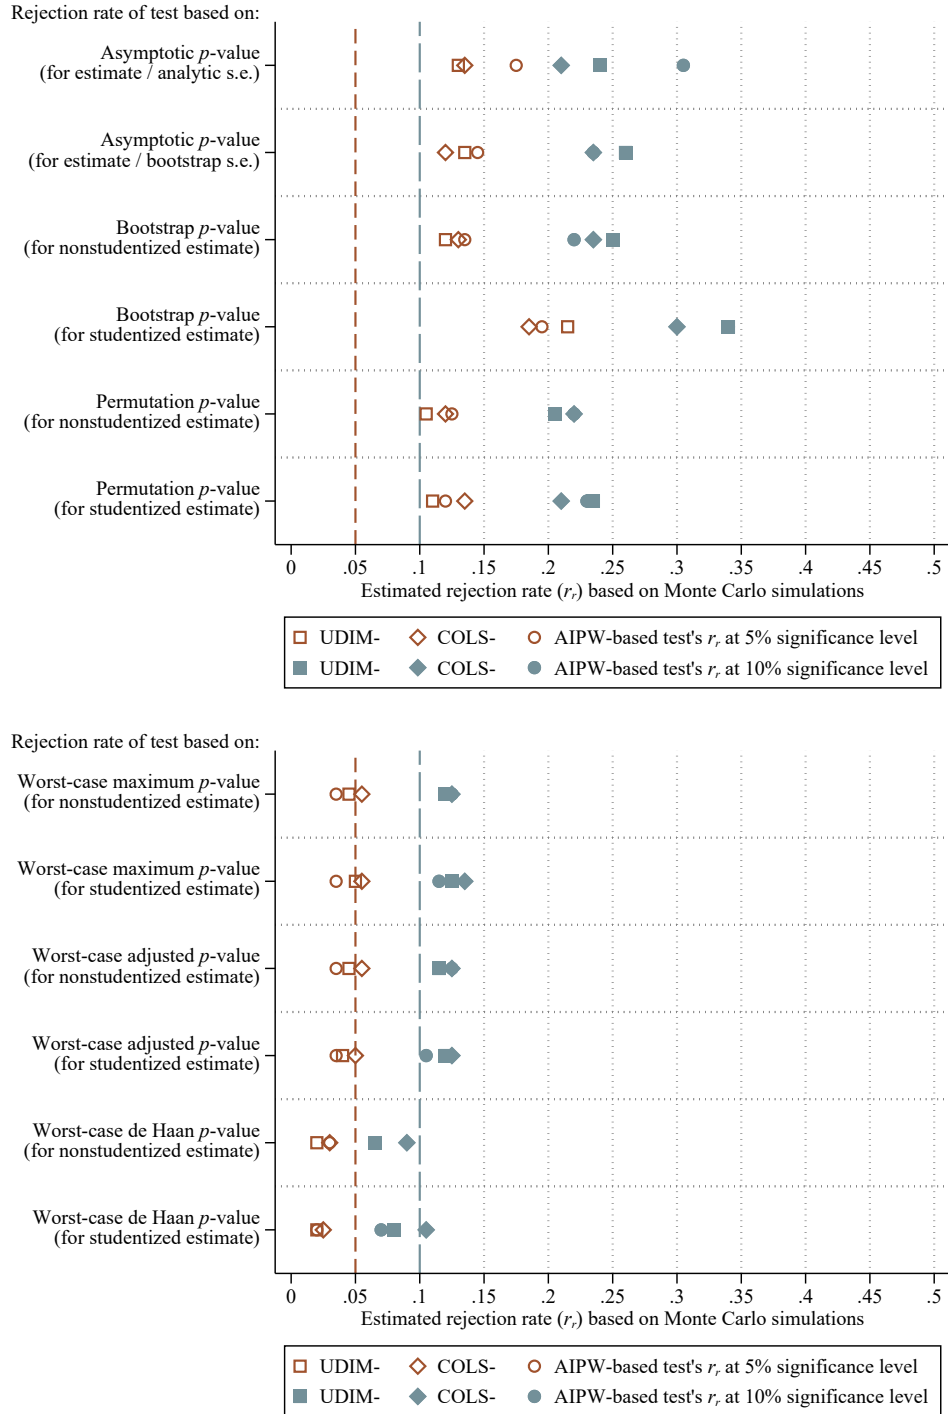 Rejection rate of test based on:
Asymptotic p-value
(for estimate / analytic s.e.)
Asymptotic p-value
(for estimate / bootstrap s.e.)
Bootstrap p-value
(for nonstudentized estimate)
Bootstrap p-value
(for studentized estimate)
Permutation p-value
(for nonstudentized estimate)
Permutation p-value
(for studentized estimate)
0 .05 .1 .15 .2 .25 .3 .35 .4 .45 .5
Estimated rejection rate (r_r) based on Monte Carlo simulations
UDIM- COLS- AIPW-based test's r_r at 5% significance level
UDIM- COLS- AIPW-based test's r_r at 10% significance level
Rejection rate of test based on:
Worst-case maximum p-value
(for nonstudentized estimate)
Worst-case maximum p-value
(for studentized estimate)
Worst-case adjusted p-value
(for nonstudentized estimate)
Worst-case adjusted p-value
(for studentized estimate)
Worst-case de Haan p-value
(for nonstudentized estimate)
Worst-case de Haan p-value
(for studentized estimate)
0 .05 .1 .15 .2 .25 .3 .35 .4 .45 .5
Estimated rejection rate (r_r) based on Monte Carlo simulations
UDIM- COLS- AIPW-based test's r_r at 5% significance level
UDIM- COLS- AIPW-based test's r_r at 10% significance level